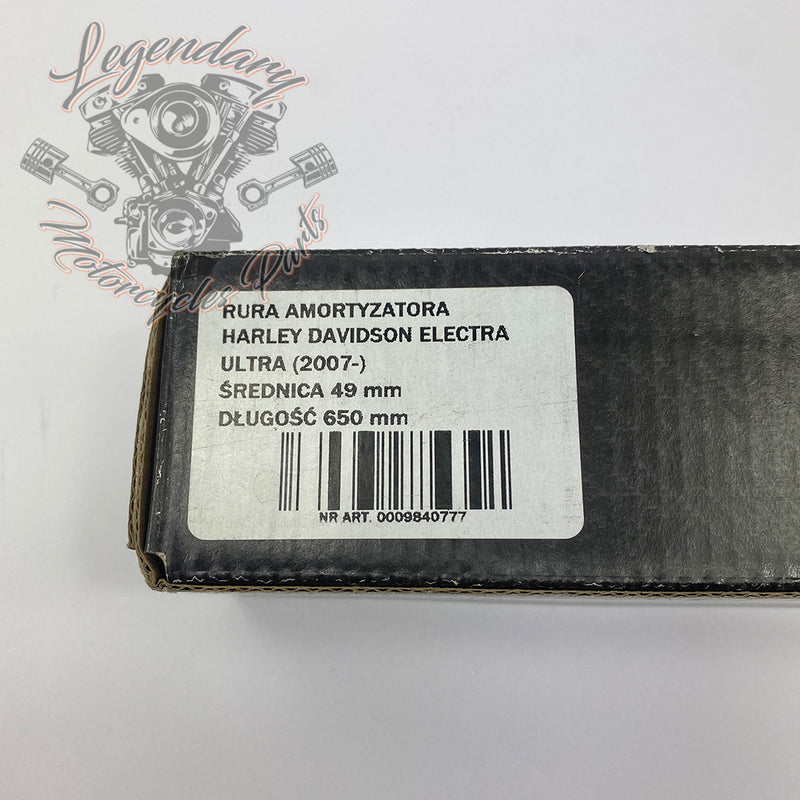 Legendary
Motorcycles Parts
RURA AMORTYZATORA
HARLEY DAVIDSON ELECTRA
ULTRA (2007-)
ŚREDNICA 49 mm
DŁUGOŚĆ 650 mm
NR ART. 0009840777